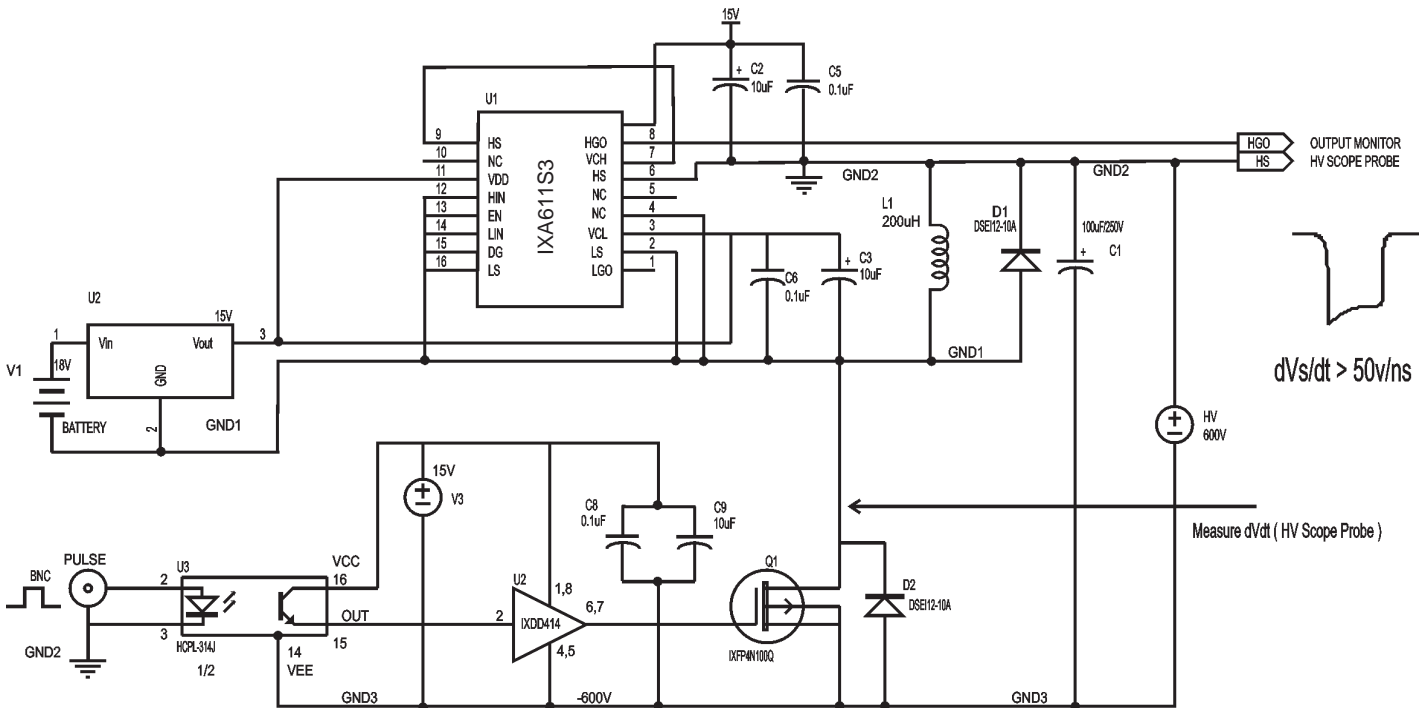 15V
C2
10uF
C5
0.1uF
U1
IXA6611S3
9 HS
10 NC
11 VDD
12 HIN
13 EN
14 LIN
15 DG
16 LS
HGO 8
VCH 7
HS 6
NC 5
NC 4
VCL 3
LS 2
LGO 1
HGO OUTPUT MONITOR
HS HV SCOPE PROBE
GND2
GND2
L1
200uH
D1
DSEI12-10A
100uF/250V
C1
C6
0.1uF
C3
10uF
GND1
dVs/dt > 50v/ns
U2
15V
1
Vin
Vout
3
GND
2
V1
18V
BATTERY
GND1
HV
600V
15V
V3
C8
0.1uF
C9
10uF
Measure dVdt ( HV Scope Probe )
PULSE
BNC
GND2
U3
2
3
HCPL-314J
1/2
VCC
16
OUT
15
14
VEE
U2
2
IXDD414
1,8
6,7
4,5
Q1
IXFP4N100Q
D2
DSEI12-10A
GND3
-600V
GND3